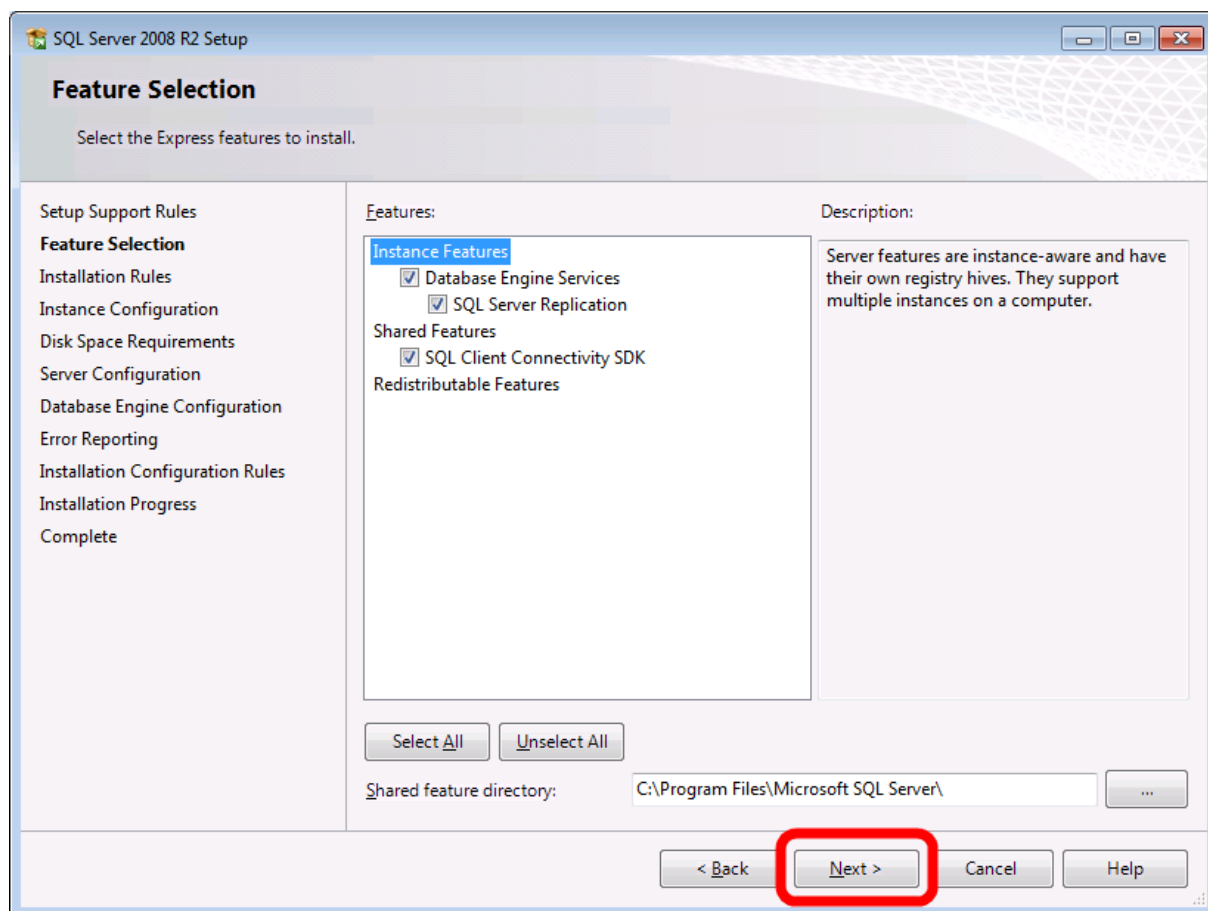 SQL Server 2008 R2 Setup
Feature Selection
Select the Express features to install.
Setup Support Rules
Feature Selection
Installation Rules
Instance Configuration
Disk Space Requirements
Server Configuration
Database Engine Configuration
Error Reporting
Installation Configuration Rules
Installation Progress
Complete
Features:
Instance Features
Database Engine Services
SQL Server Replication
Shared Features
SQL Client Connectivity SDK
Redistributable Features
Description:
Server features are instance-aware and have
their own registry hives. They support
multiple instances on a computer.
Select All
Unselect All
Shared feature directory:
C:\Program Files\Microsoft SQL Server\
...
< Back
Next >
Cancel
Help